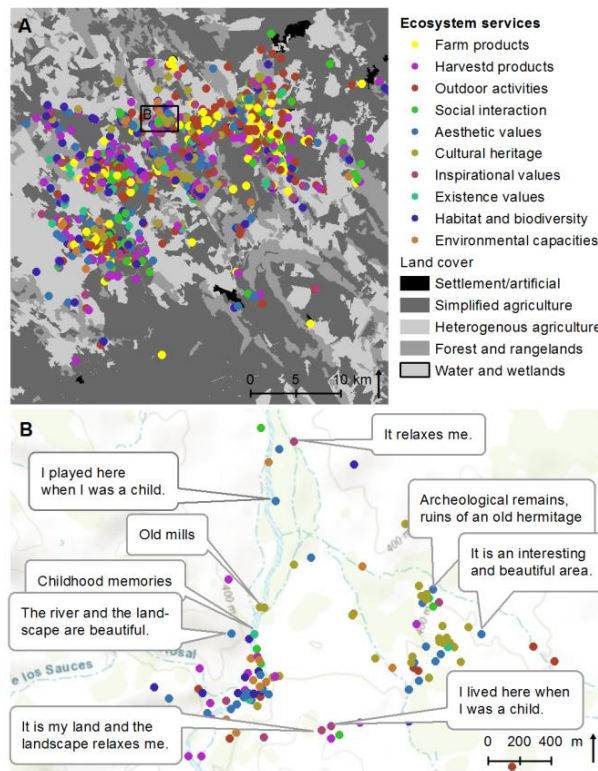 A
B
0 5 10 km
Ecosystem services
Farm products
Harvestd products
Outdoor activities
Social interaction
Aesthetic values
Cultural heritage
Inspirational values
Existence values
Habitat and biodiversity
Environmental capacities
Land cover
Settlement/artificial
Simplified agriculture
Heterogenous agriculture
Forest and rangelands
Water and wetlands
B
It relaxes me.
I played here
when I was a child.
Archeological remains,
ruins of an old hermitage
400 m
Old mills
It is an interesting
and beautiful area.
Childhood memories
400 m
400 m
The river and the land-
scape are beautiful.
Rosal
e los Sauces
I lived here when
I was a child.
It is my land and the
landscape relaxes me.
0 200 400
m